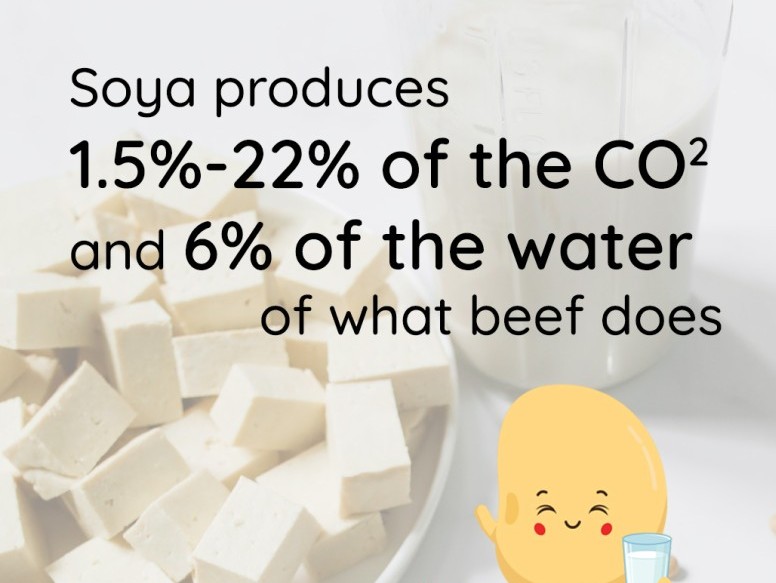 Soya produces
1.5%-22% of the CO²
and 6% of the water
of what beef does